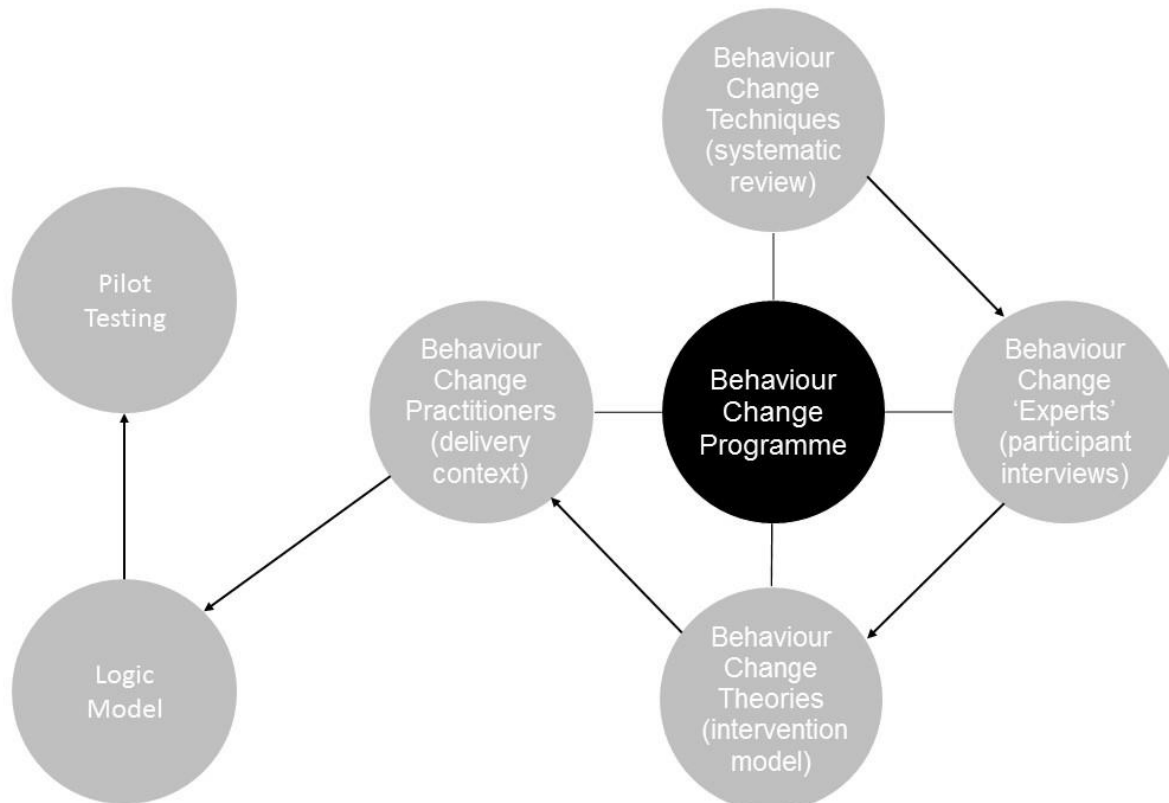 Behaviour
Change
Techniques
(systematic
review)
Pilot
Testing
Behaviour
Change
Practitioners
(delivery
context)
Behaviour
Change
Programme
Behaviour
Change
‘Experts’
(participant
interviews)
Logic
Model
Behaviour
Change
Theories
(intervention
model)